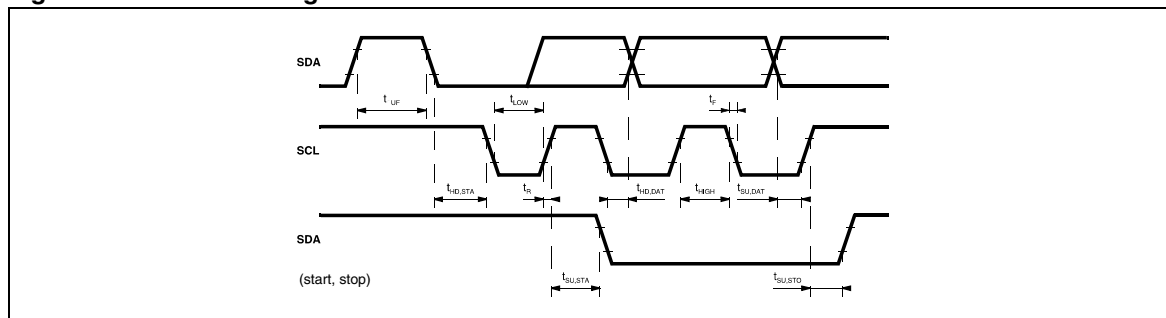 SDA
t UF
tLOW
tF
SCL
tHD,STA
tR
tHD,DAT
tHIGH
tSU,DAT
SDA
(start, stop)
tSU,STA
tSU,STO